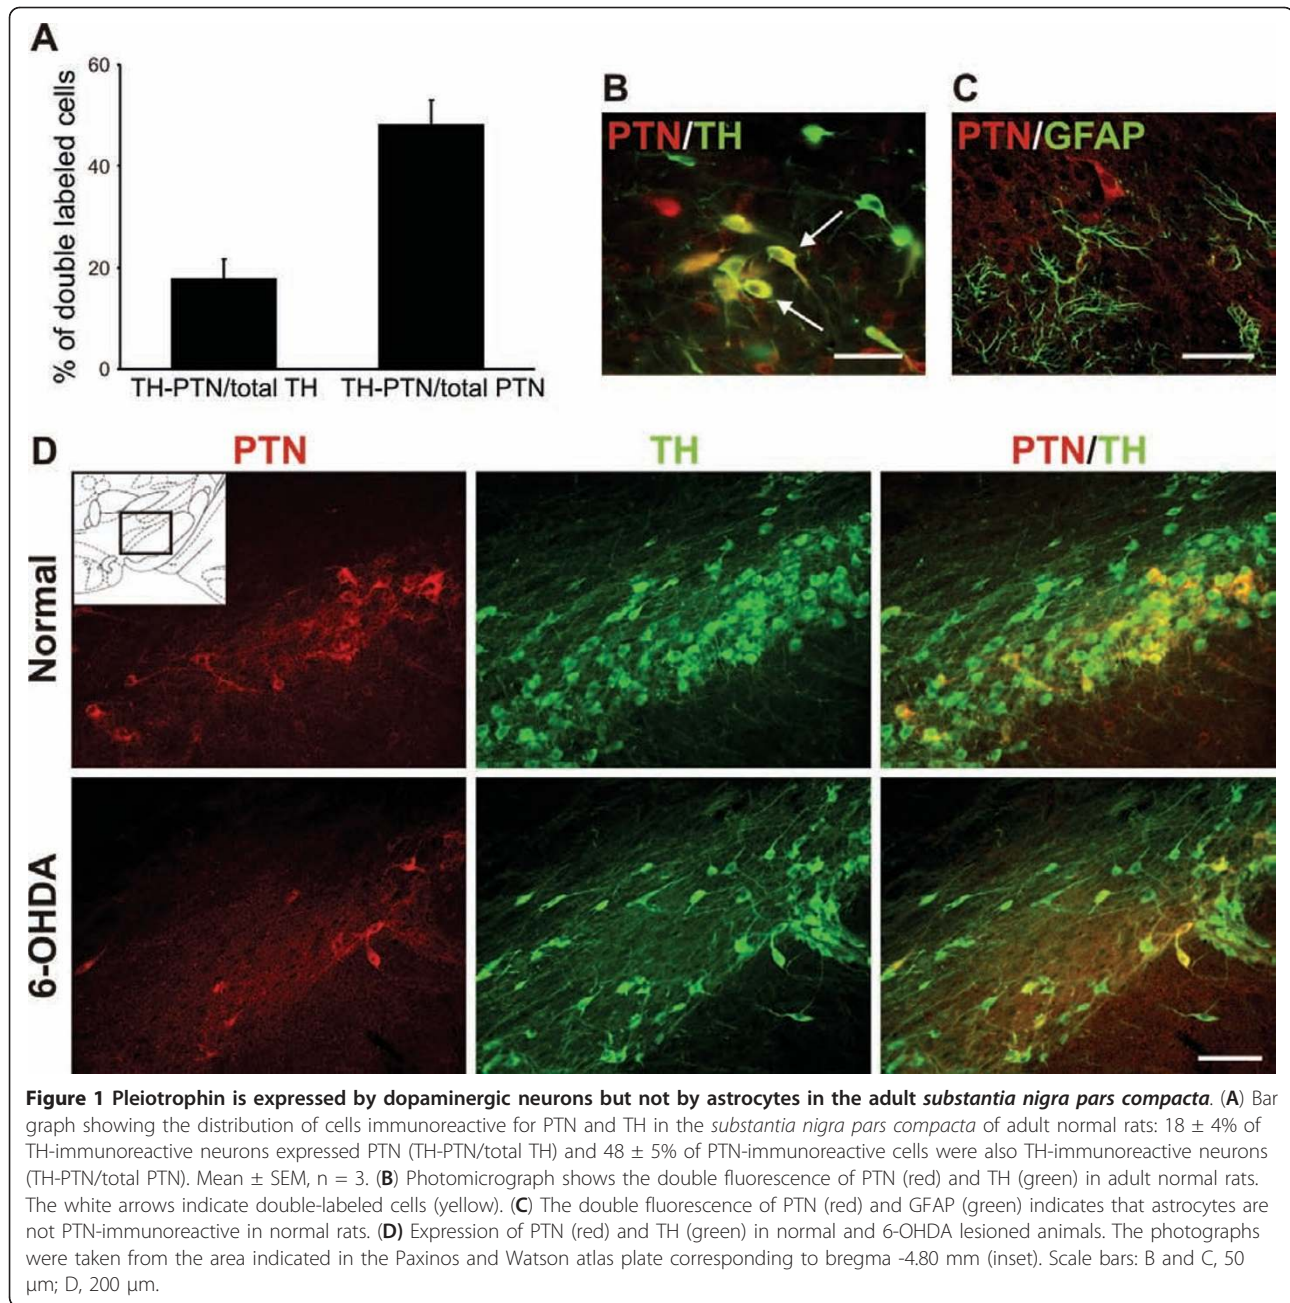 A
60
40
20
0
% of double labeled cells
TH-PTN/total TH
TH-PTN/total PTN
B
PTN/TH
C
PTN/GFAP
D
PTN
TH
PTN/TH
Normal
6-OHDA
Figure 1 Pleiotrophin is expressed by dopaminergic neurons but not by astrocytes in the adult substantia nigra pars compacta. (A) Bar
graph showing the distribution of cells immunoreactive for PTN and TH in the substantia nigra pars compacta of adult normal rats: 18 ± 4% of
TH-immunoreactive neurons expressed PTN (TH-PTN/total TH) and 48 ± 5% of PTN-immunoreactive cells were also TH-immunoreactive neurons
(TH-PTN/total PTN). Mean ± SEM, n = 3. (B) Photomicrograph shows the double fluorescence of PTN (red) and TH (green) in adult normal rats.
The white arrows indicate double-labeled cells (yellow). (C) The double fluorescence of PTN (red) and GFAP (green) indicates that astrocytes are
not PTN-immunoreactive in normal rats. (D) Expression of PTN (red) and TH (green) in normal and 6-OHDA lesioned animals. The photographs
were taken from the area indicated in the Paxinos and Watson atlas plate corresponding to bregma -4.80 mm (inset). Scale bars: B and C, 50
μm; D, 200 μm.